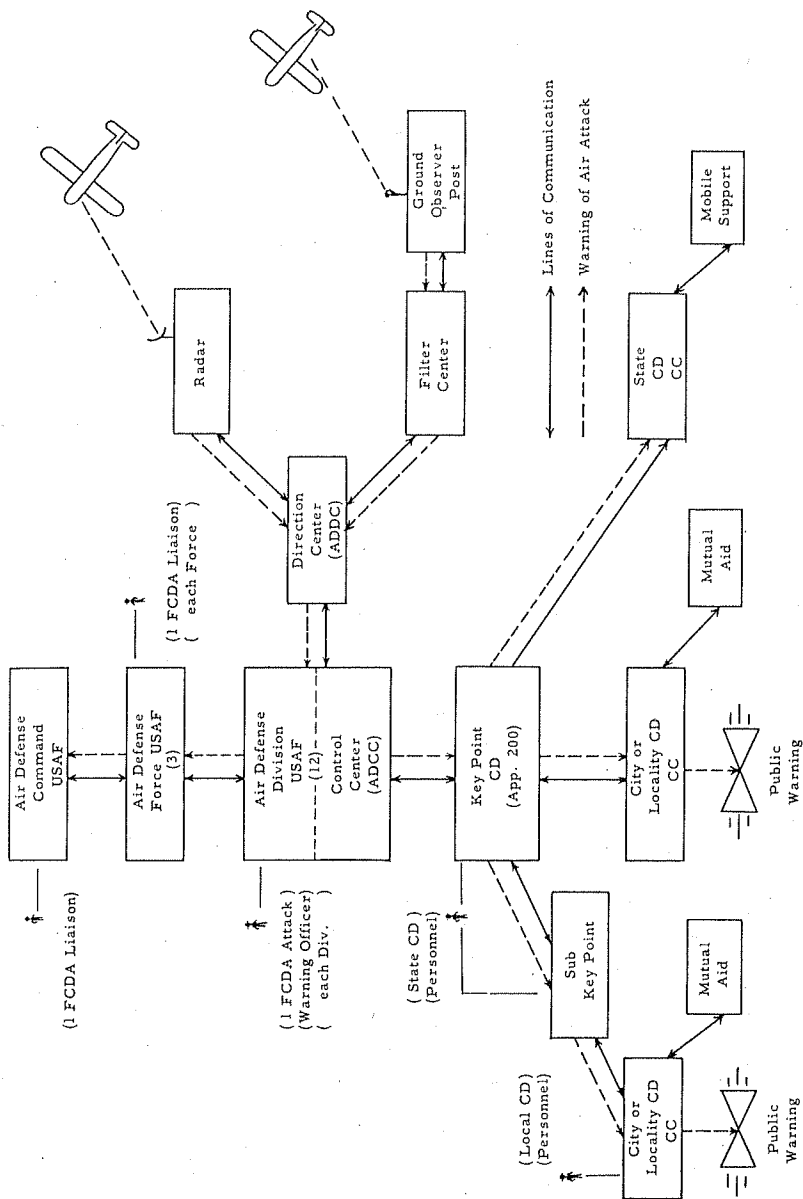 Air Defense
Command
USAF
(1 FCDA Liaison)
Air Defense
Force USAF
(3)
(1 FCDA Liaison)
( each Force )
Air Defense
Division
USAF
(12)
Control
Center
(ADCC)
(1 FCDA Attack )
(Warning Officer)
( each Div. )
Direction
Center
(ADDC)
Radar
Filter
Center
Ground
Observer
Post
Lines of Communication
Warning of Air Attack
Key Point
CD
(App. 200)
(State CD )
(Personnel)
Sub
Key Point
State
CD
CC
Mobile
Support
City or
Locality CD
CC
Mutual
Aid
Public
Warning
(Local CD )
(Personnel)
City or
Locality CD
CC
Mutual
Aid
Public
Warning